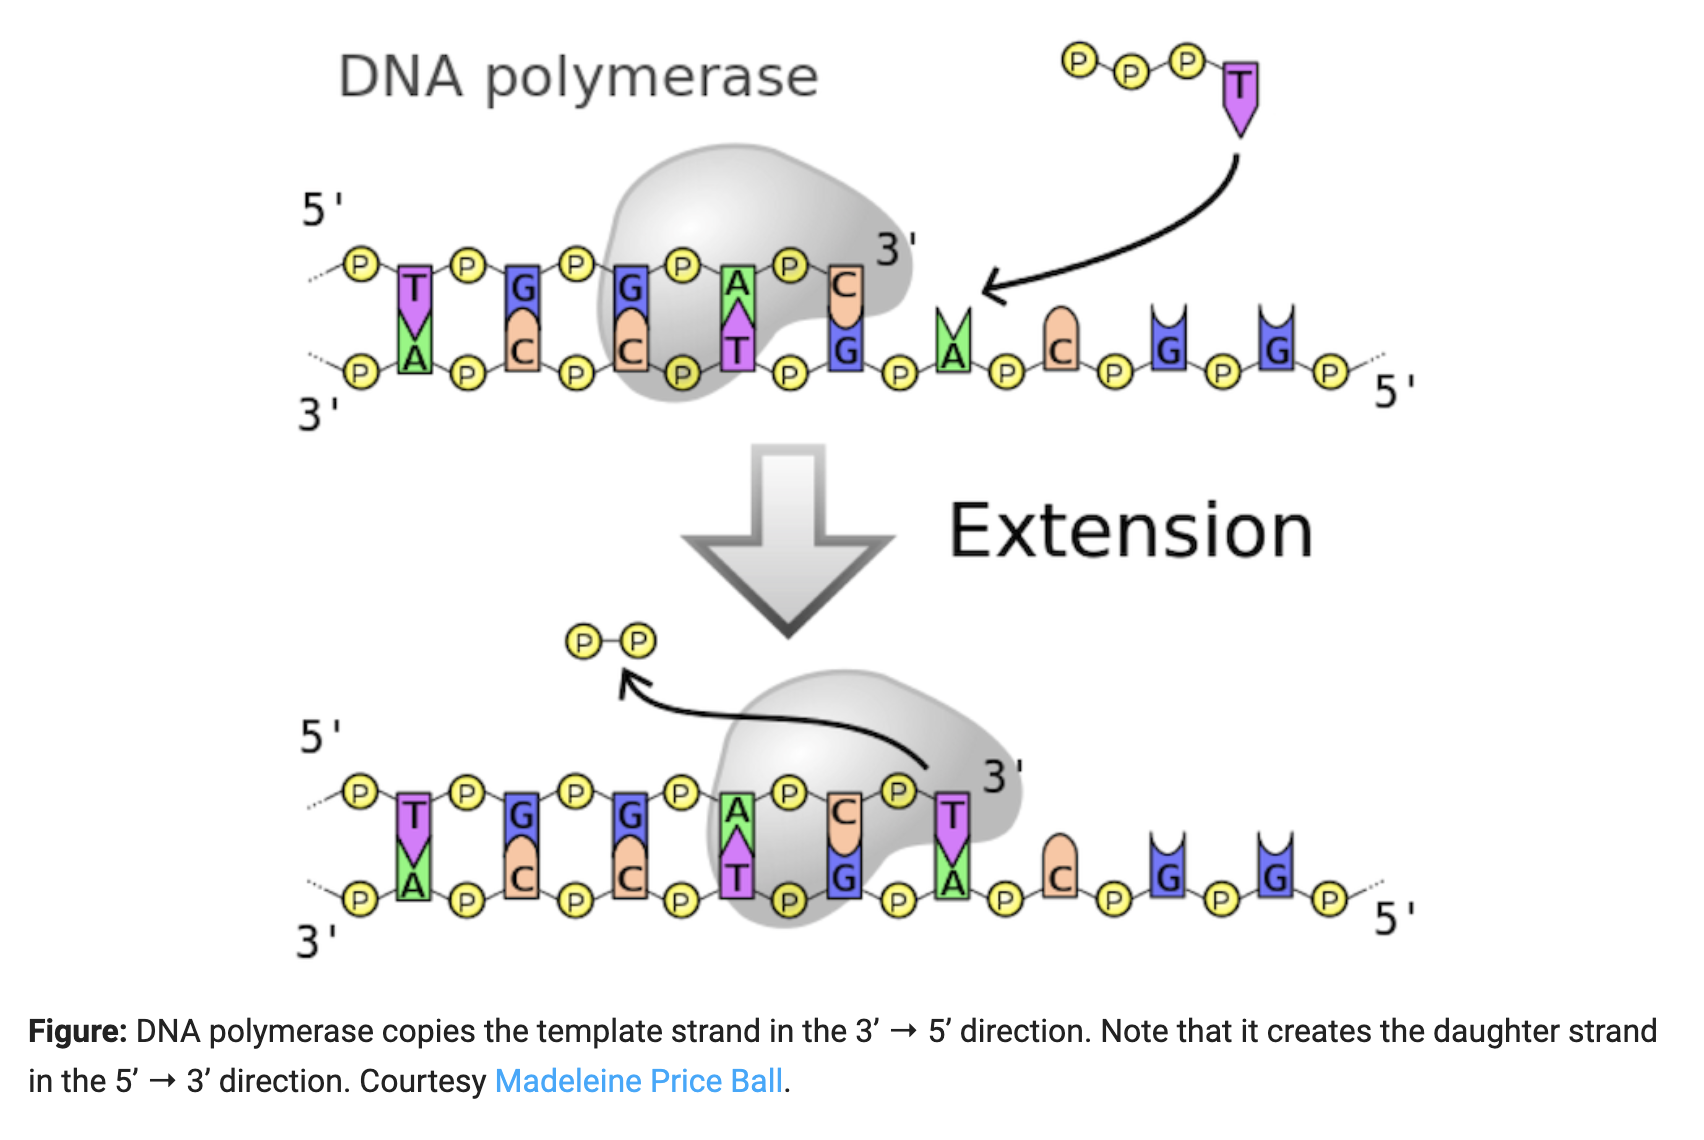 DNA polymerase
P P P T
5'
3'
P T P G P G P A P C
P A P C P C P T P G P A P C P G P G P
3'
5'
Extension
P P
5'
3'
P T P G P G P A P C P T
P A P C P C P T P G P A P C P G P G P
3'
5'
Figure: DNA polymerase copies the template strand in the 3’ → 5’ direction. Note that it creates the daughter strand
in the 5’ → 3’ direction. Courtesy Madeleine Price Ball.